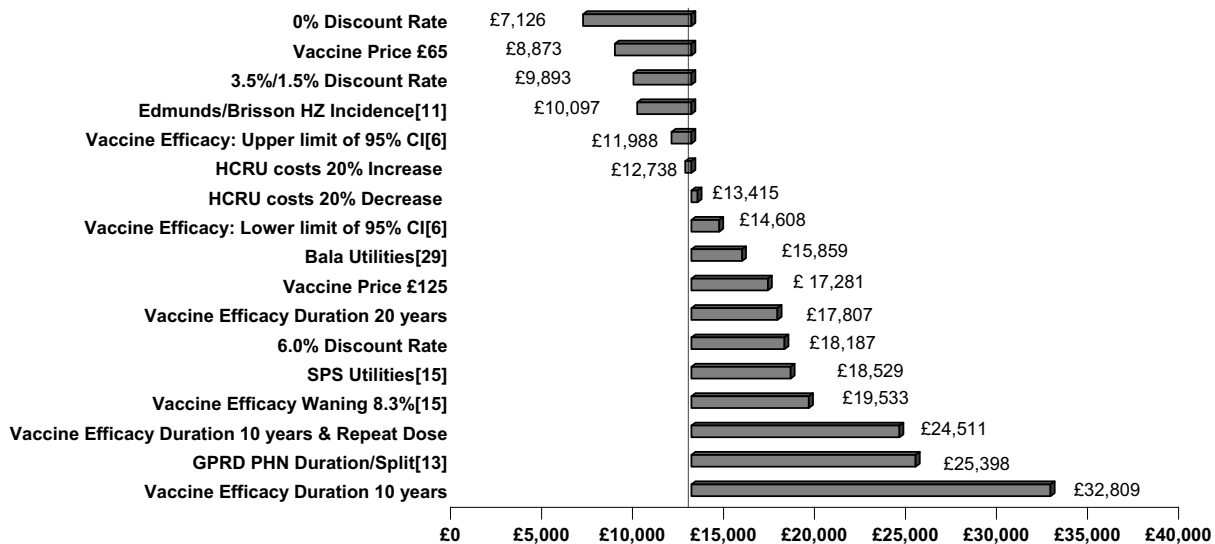 0% Discount Rate £7,126
Vaccine Price £65 £8,873
3.5%/1.5% Discount Rate £9,893
Edmunds/Brisson HZ Incidence[11] £10,097
Vaccine Efficacy: Upper limit of 95% CI[6] £11,988
HCRU costs 20% Increase £12,738
HCRU costs 20% Decrease £13,415
Vaccine Efficacy: Lower limit of 95% CI[6] £14,608
Bala Utilities[29] £15,859
Vaccine Price £125 £ 17,281
Vaccine Efficacy Duration 20 years £17,807
6.0% Discount Rate £18,187
SPS Utilities[15] £18,529
Vaccine Efficacy Waning 8.3%[15] £19,533
Vaccine Efficacy Duration 10 years & Repeat Dose £24,511
GPRD PHN Duration/Split[13] £25,398
Vaccine Efficacy Duration 10 years £32,809
£0 £5,000 £10,000 £15,000 £20,000 £25,000 £30,000 £35,000 £40,000